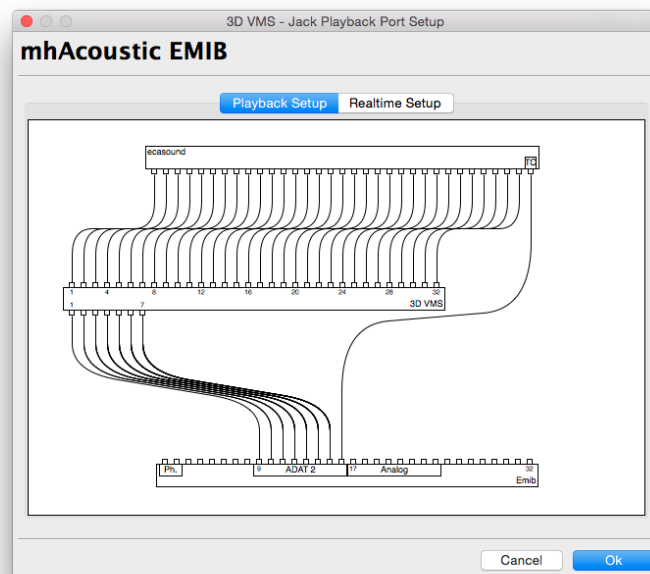 3D VMS - Jack Playback Port Setup
mhAcoustic EMIB
Playback Setup Realtime Setup
ecasound
TC
1 4 8 12 16 20 24 28 32
3D VMS
1 7
Ph. 9 ADAT 2 17 Analog 32
Emib
Cancel Ok